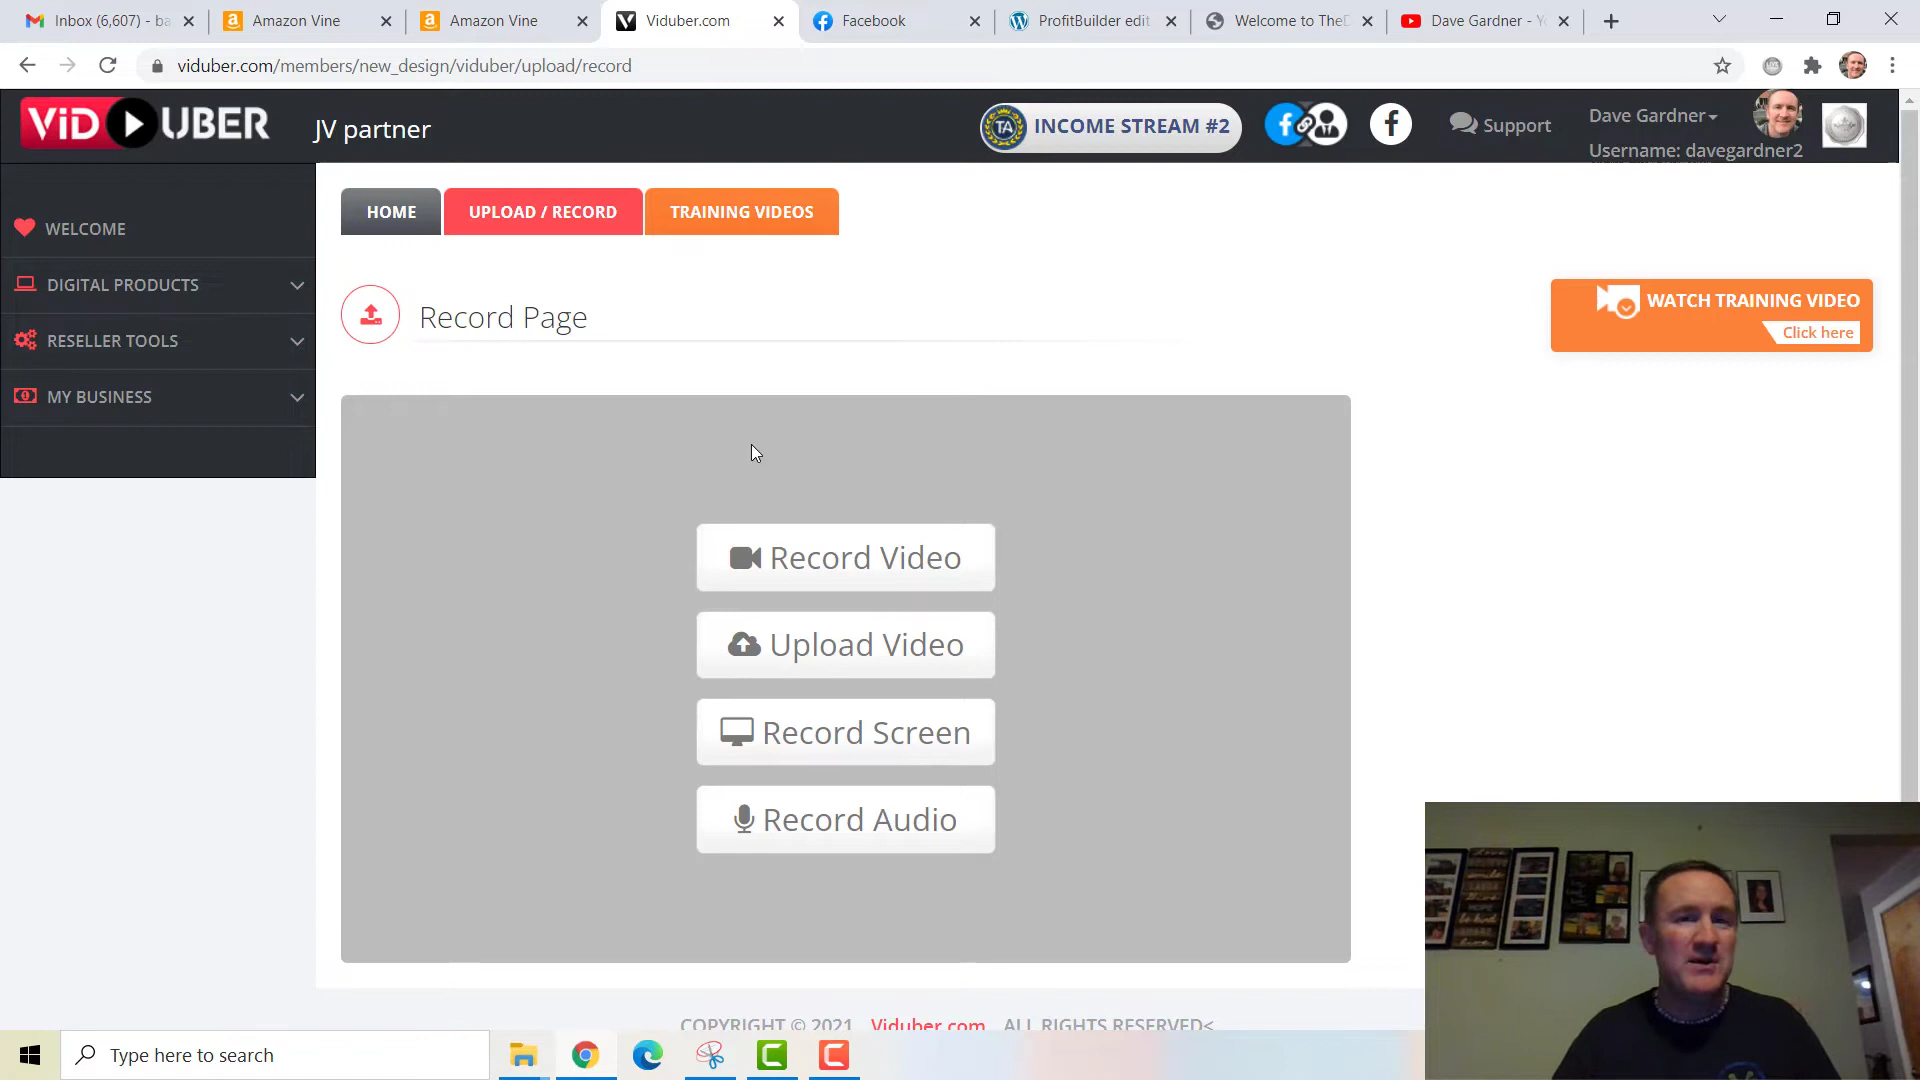 Inbox (6,607) - ba
Amazon Vine
Amazon Vine
Viduber.com
Facebook
ProfitBuilder edit
Welcome to TheD
Dave Gardner - Yo
viduber.com/members/new_design/viduber/upload/record
ViD UBER
JV partner
TA
INCOME STREAM #2
Support
Dave Gardner
Username: davegardner2
WELCOME
DIGITAL PRODUCTS
RESELLER TOOLS
MY BUSINESS
HOME
UPLOAD / RECORD
TRAINING VIDEOS
Record Page
WATCH TRAINING VIDEO
Click here
Record Video
Upload Video
Record Screen
Record Audio
COPYRIGHT © 2021 Viduber.com ALL RIGHTS RESERVED<
Type here to search